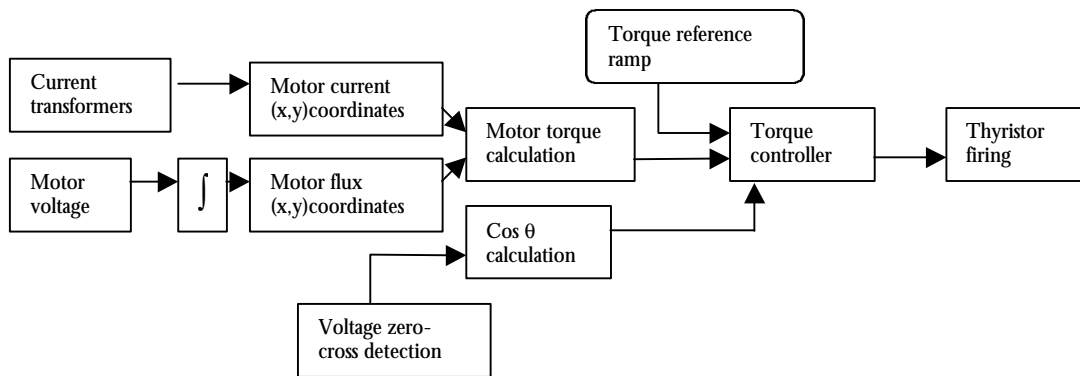 Torque reference
ramp
Current
transformers
Motor current
(x,y)coordinates
Motor torque
calculation
Torque
controller
Thyristor
firing
Motor
voltage
∫
Motor flux
(x,y)coordinates
Cos θ
calculation
Voltage zero-
cross detection